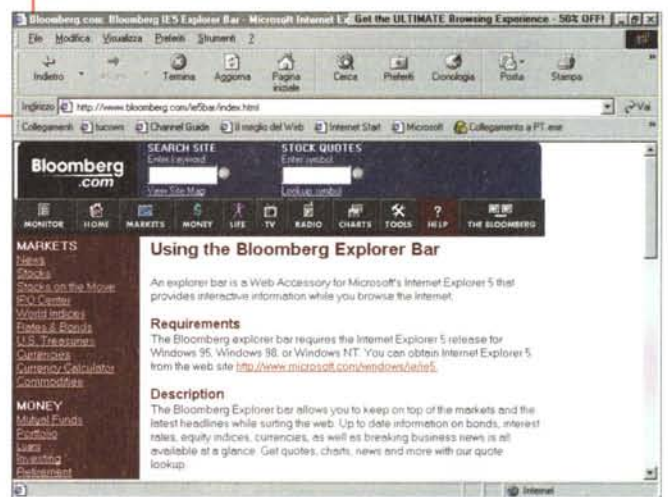 Bloomberg.com: Bloomberg IE5 Explorer Bar - Microsoft Internet Get the ULTIMATE Browsing Experience - 50% OFF!
File Modifica Visualizza Preferiti Strumenti ?
Indietro Termina Aggiorna Pagina iniziale Cerca Preferiti Cronologia Posta Stampa
Indirizzo http://www.bloomberg.com/ie5bar/index.html Vai
Collegamenti tucows Channel Guide Il meglio del Web Internet Start Microsoft Collegamento a PT.exe
Bloomberg .com
SEARCH SITE
Enter keyword
View Site Map
STOCK QUOTES
Enter symbol
Lookup symbol
MONITOR HOME MARKETS MONEY LIFE TV RADIO CHARTS TOOLS HELP THE BLOOMBERG
MARKETS
News
Stocks
Stocks on the Move
IPO Center
World Indices
Rates & Bonds
U.S. Treasuries
Currencies
Currency Calculator
Commodities
MONEY
Mutual Funds
Portfolio
Loans
Investing
Retirement
Using the Bloomberg Explorer Bar
An explorer bar is a Web Accessory for Microsoft's Internet Explorer 5 that
provides interactive information while you browse the Internet.
Requirements
The Bloomberg explorer bar requires the Internet Explorer 5 release for
Windows 95, Windows 98, or Windows NT. You can obtain Internet Explorer 5
from the web site http://www.microsoft.com/windows/ie/ie5.
Description
The Bloomberg Explorer bar allows you to keep on top of the markets and the
latest headlines while surfing the web. Up to date information on bonds, interest
rates, equity indices, currencies, as well as breaking business news is all
available at a glance. Get quotes, charts, news and more with our quote
lookup.
Internet